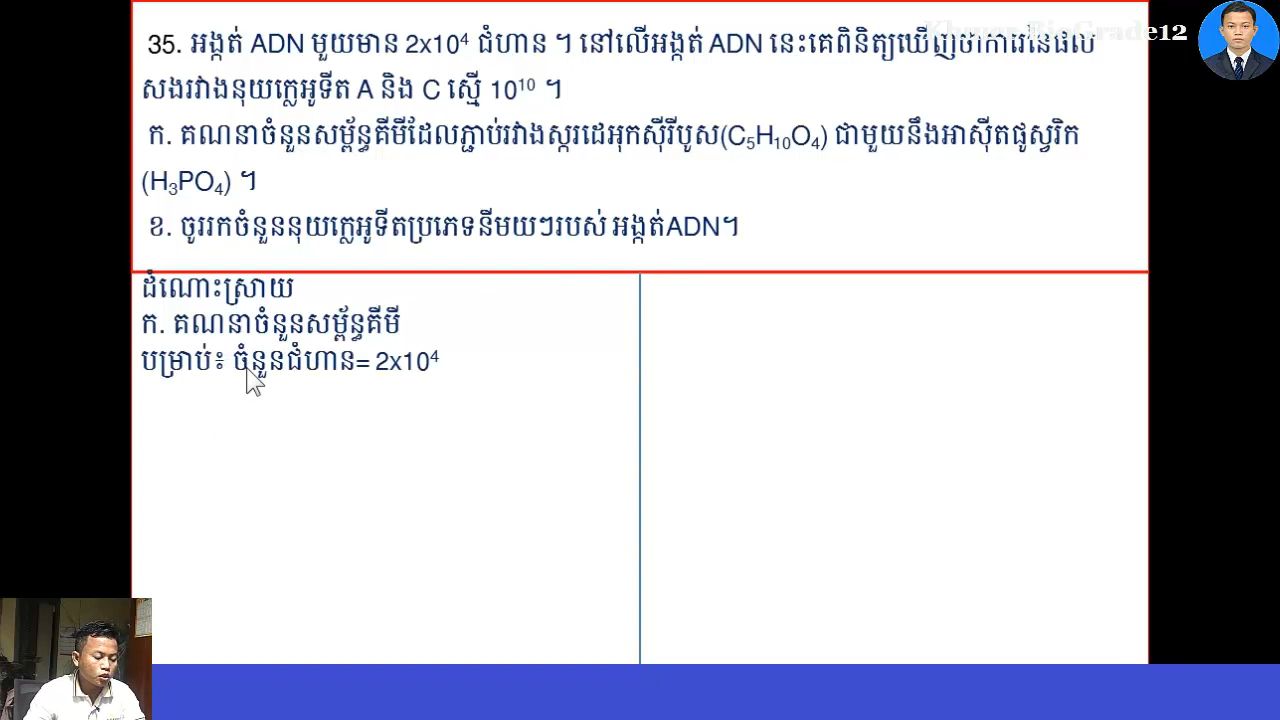 Khmer BioGrade12
35. អង្កត់ ADN មួយមាន 2x10⁴ ជំហាន ។ នៅលើអង្កត់ ADN នេះគេពិនិត្យឃើញថាការេនៃផល
សងរវាងនុយក្លេអូទីត A និង C ស្មើ 10¹⁰ ។
ក. គណនាចំនួនសម្ព័ន្ធគីមីដែលភ្ជាប់រវាងស្ករដេអុកស៊ីរីបូស(C₅H₁₀O₄) ជាមួយនឹងអាស៊ីតផូស្វរិក
(H₃PO₄) ។
ខ. ចូររកចំនួននុយក្លេអូទីតប្រភេទនីមយៗរបស់ អង្កត់ADN។
ដំណោះស្រាយ
ក. គណនាចំនួនសម្ព័ន្ធគីមី
បម្រាប់៖ ចំនួនជំហាន= 2x10⁴